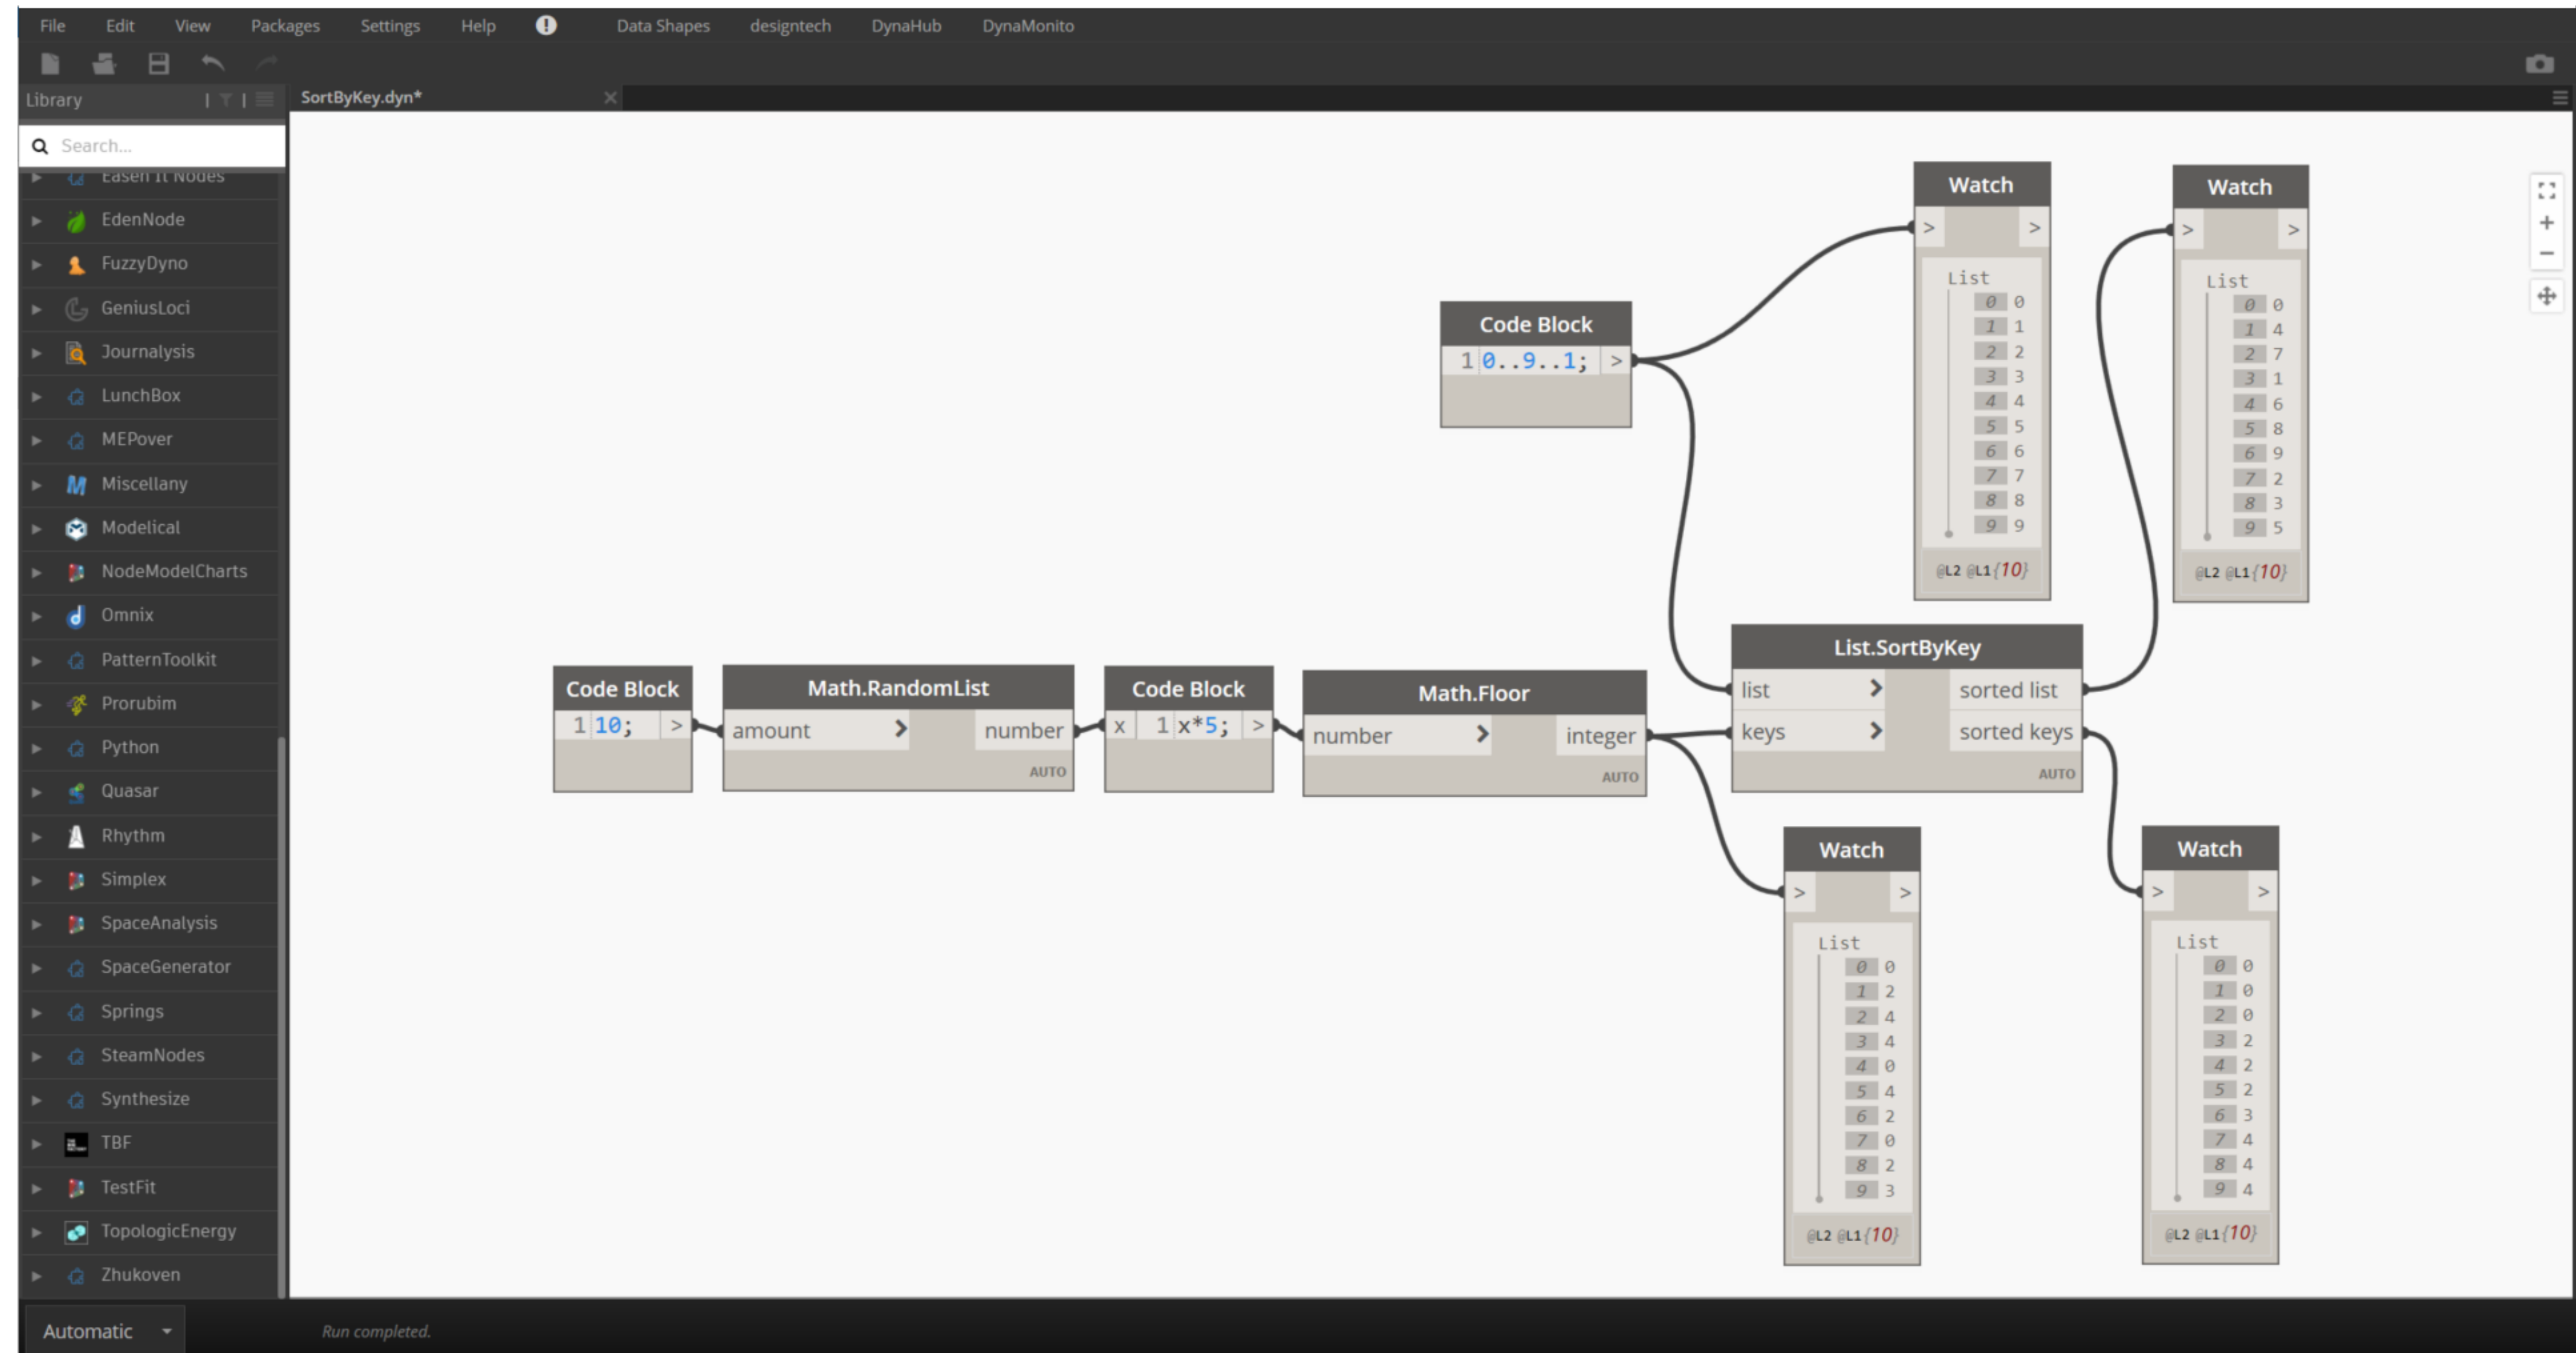 File Edit View Packages Settings Help Data Shapes designtech DynaHub DynaMonito
Library
SortByKey.dyn*
Search...
Easen It Nodes
EdenNode
FuzzyDyno
GeniusLoci
Journalysis
LunchBox
MEPover
Miscellany
Modelical
NodeModelCharts
Omnix
PatternToolkit
Prorubim
Python
Quasar
Rhythm
Simplex
SpaceAnalysis
SpaceGenerator
Springs
SteamNodes
Synthesize
TBF
TestFit
TopologicEnergy
Zhukoven
Automatic
Run completed.
Code Block
1 10; >
Math.RandomList
amount number
AUTO
Code Block
x 1 x*5; >
Math.Floor
number integer
AUTO
Code Block
1 0..9..1; >
List.SortByKey
list sorted list
keys sorted keys
AUTO
Watch
> >
List
0 0
1 1
2 2
3 3
4 4
5 5
6 6
7 7
8 8
9 9
@L2 @L1 {10}
Watch
> >
List
0 0
1 4
2 7
3 1
4 6
5 8
6 9
7 2
8 3
9 5
@L2 @L1 {10}
Watch
> >
List
0 0
1 2
2 4
3 4
4 0
5 4
6 2
7 0
8 2
9 3
@L2 @L1 {10}
Watch
> >
List
0 0
1 0
2 0
3 2
4 2
5 2
6 3
7 4
8 4
9 4
@L2 @L1 {10}